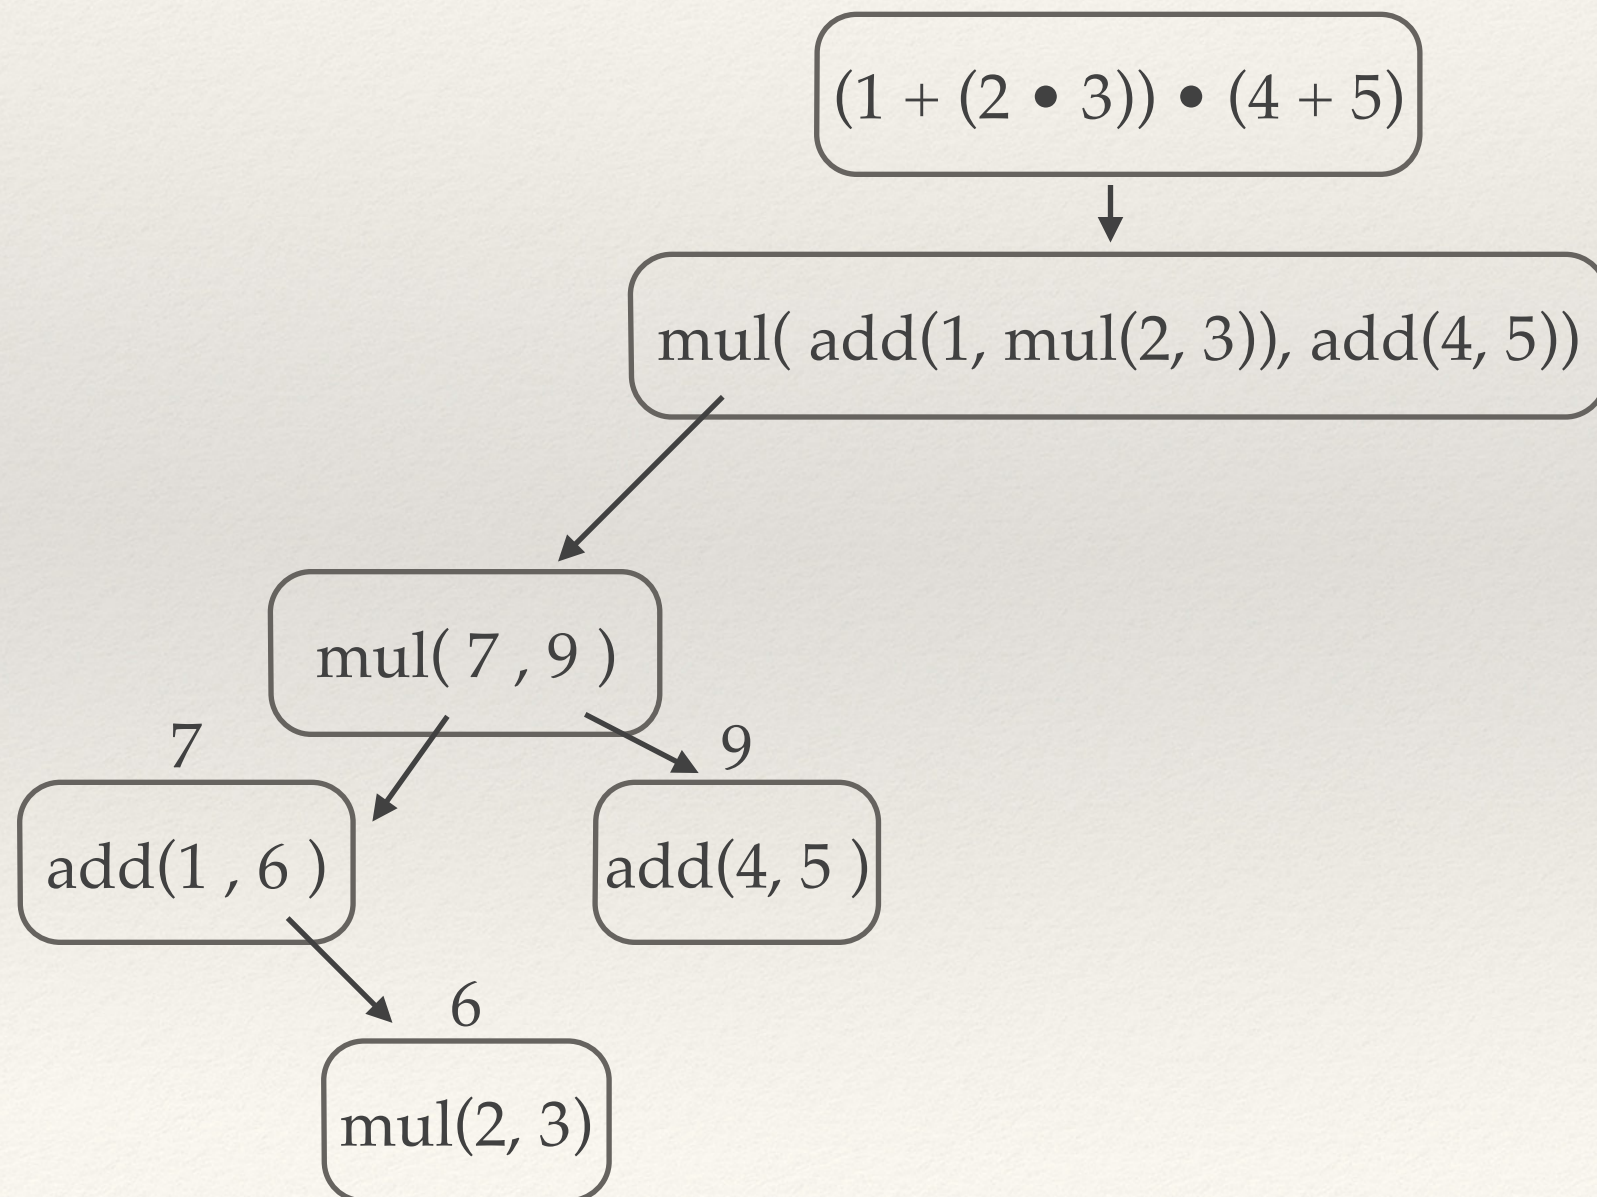 (1 + (2 • 3)) • (4 + 5)
mul( add(1, mul(2, 3)), add(4, 5))
mul( 7 , 9 )
7
9
add(1 , 6 )
add(4, 5 )
6
mul(2, 3)